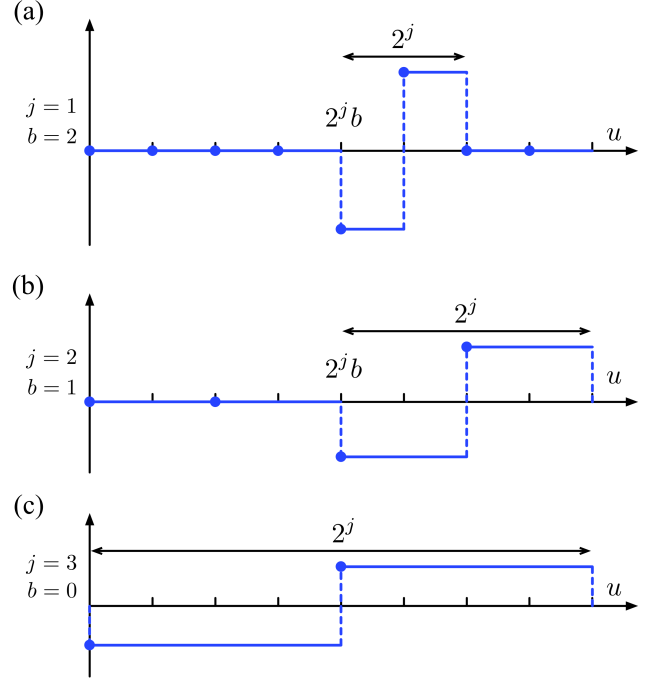 (a)
2^j
j = 1
2^j b
u
b = 2
(b)
2^j
j = 2
2^j b
u
b = 1
(c)
2^j
j = 3
u
b = 0